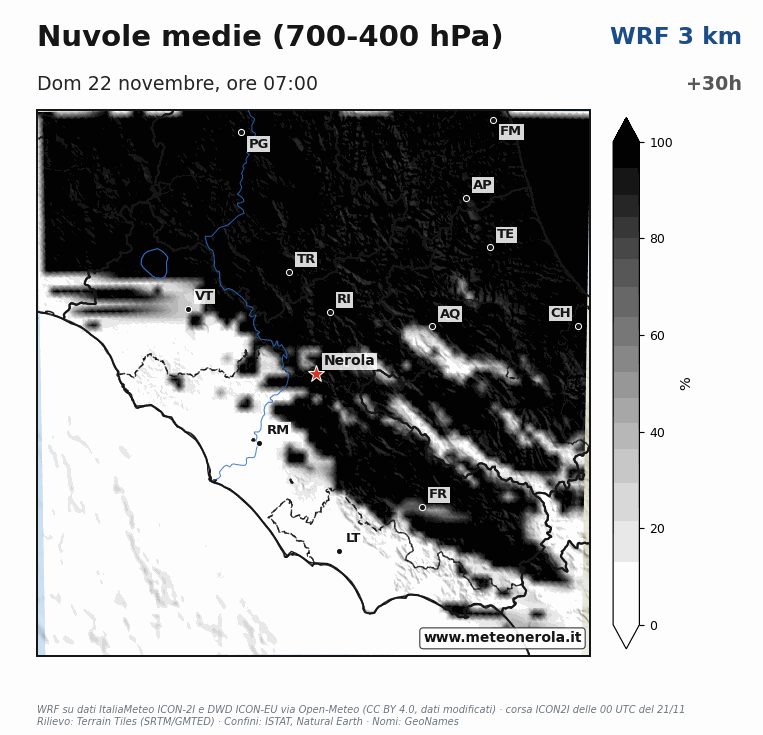 Nuvole medie (700-400 hPa)
WRF 3 km
Dom 22 novembre, ore 07:00
+30h
FM
PG
AP
TE
TR
VT
RI
AQ
CH
Nerola
RM
FR
LT
www.meteonerola.it
100
80
60
40
20
0
%
WRF su dati ItaliaMeteo ICON-2I e DWD ICON-EU via Open-Meteo (CC BY 4.0, dati modificati) · corsa ICON2I delle 00 UTC del 21/11
Rilievo: Terrain Tiles (SRTM/GMTED) · Confini: ISTAT, Natural Earth · Nomi: GeoNames